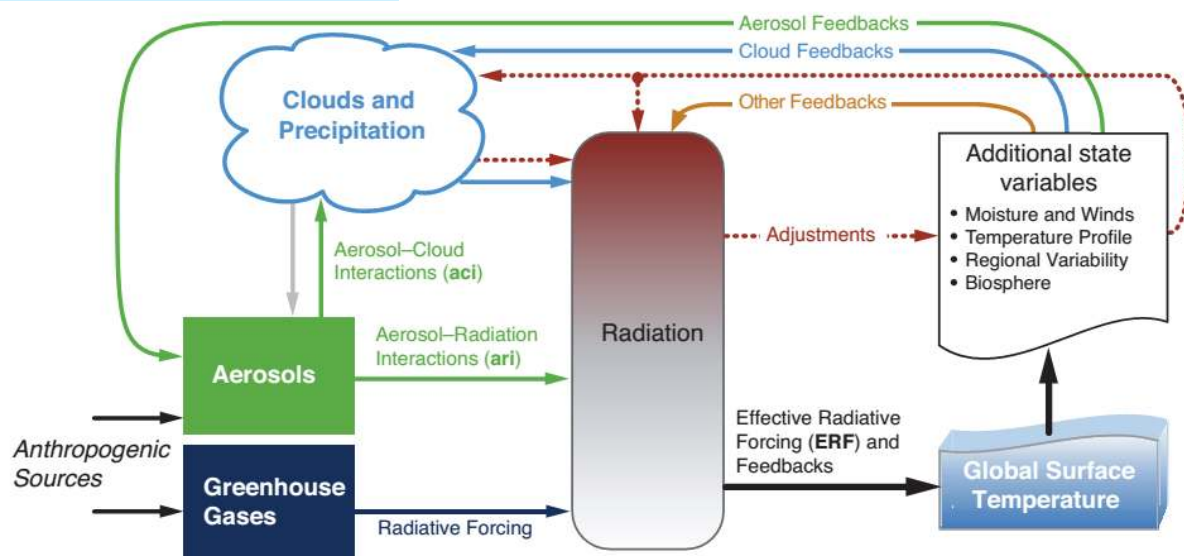 Aerosol Feedbacks
Cloud Feedbacks
Other Feedbacks
Clouds and
Precipitation
Additional state
variables
• Moisture and Winds
• Temperature Profile
• Regional Variability
• Biosphere
Adjustments
Aerosol–Cloud
Interactions (aci)
Radiation
Aerosol–Radiation
Interactions (ari)
Aerosols
Anthropogenic
Sources
Greenhouse
Gases
Radiative Forcing
Effective Radiative
Forcing (ERF) and
Feedbacks
Global Surface
Temperature